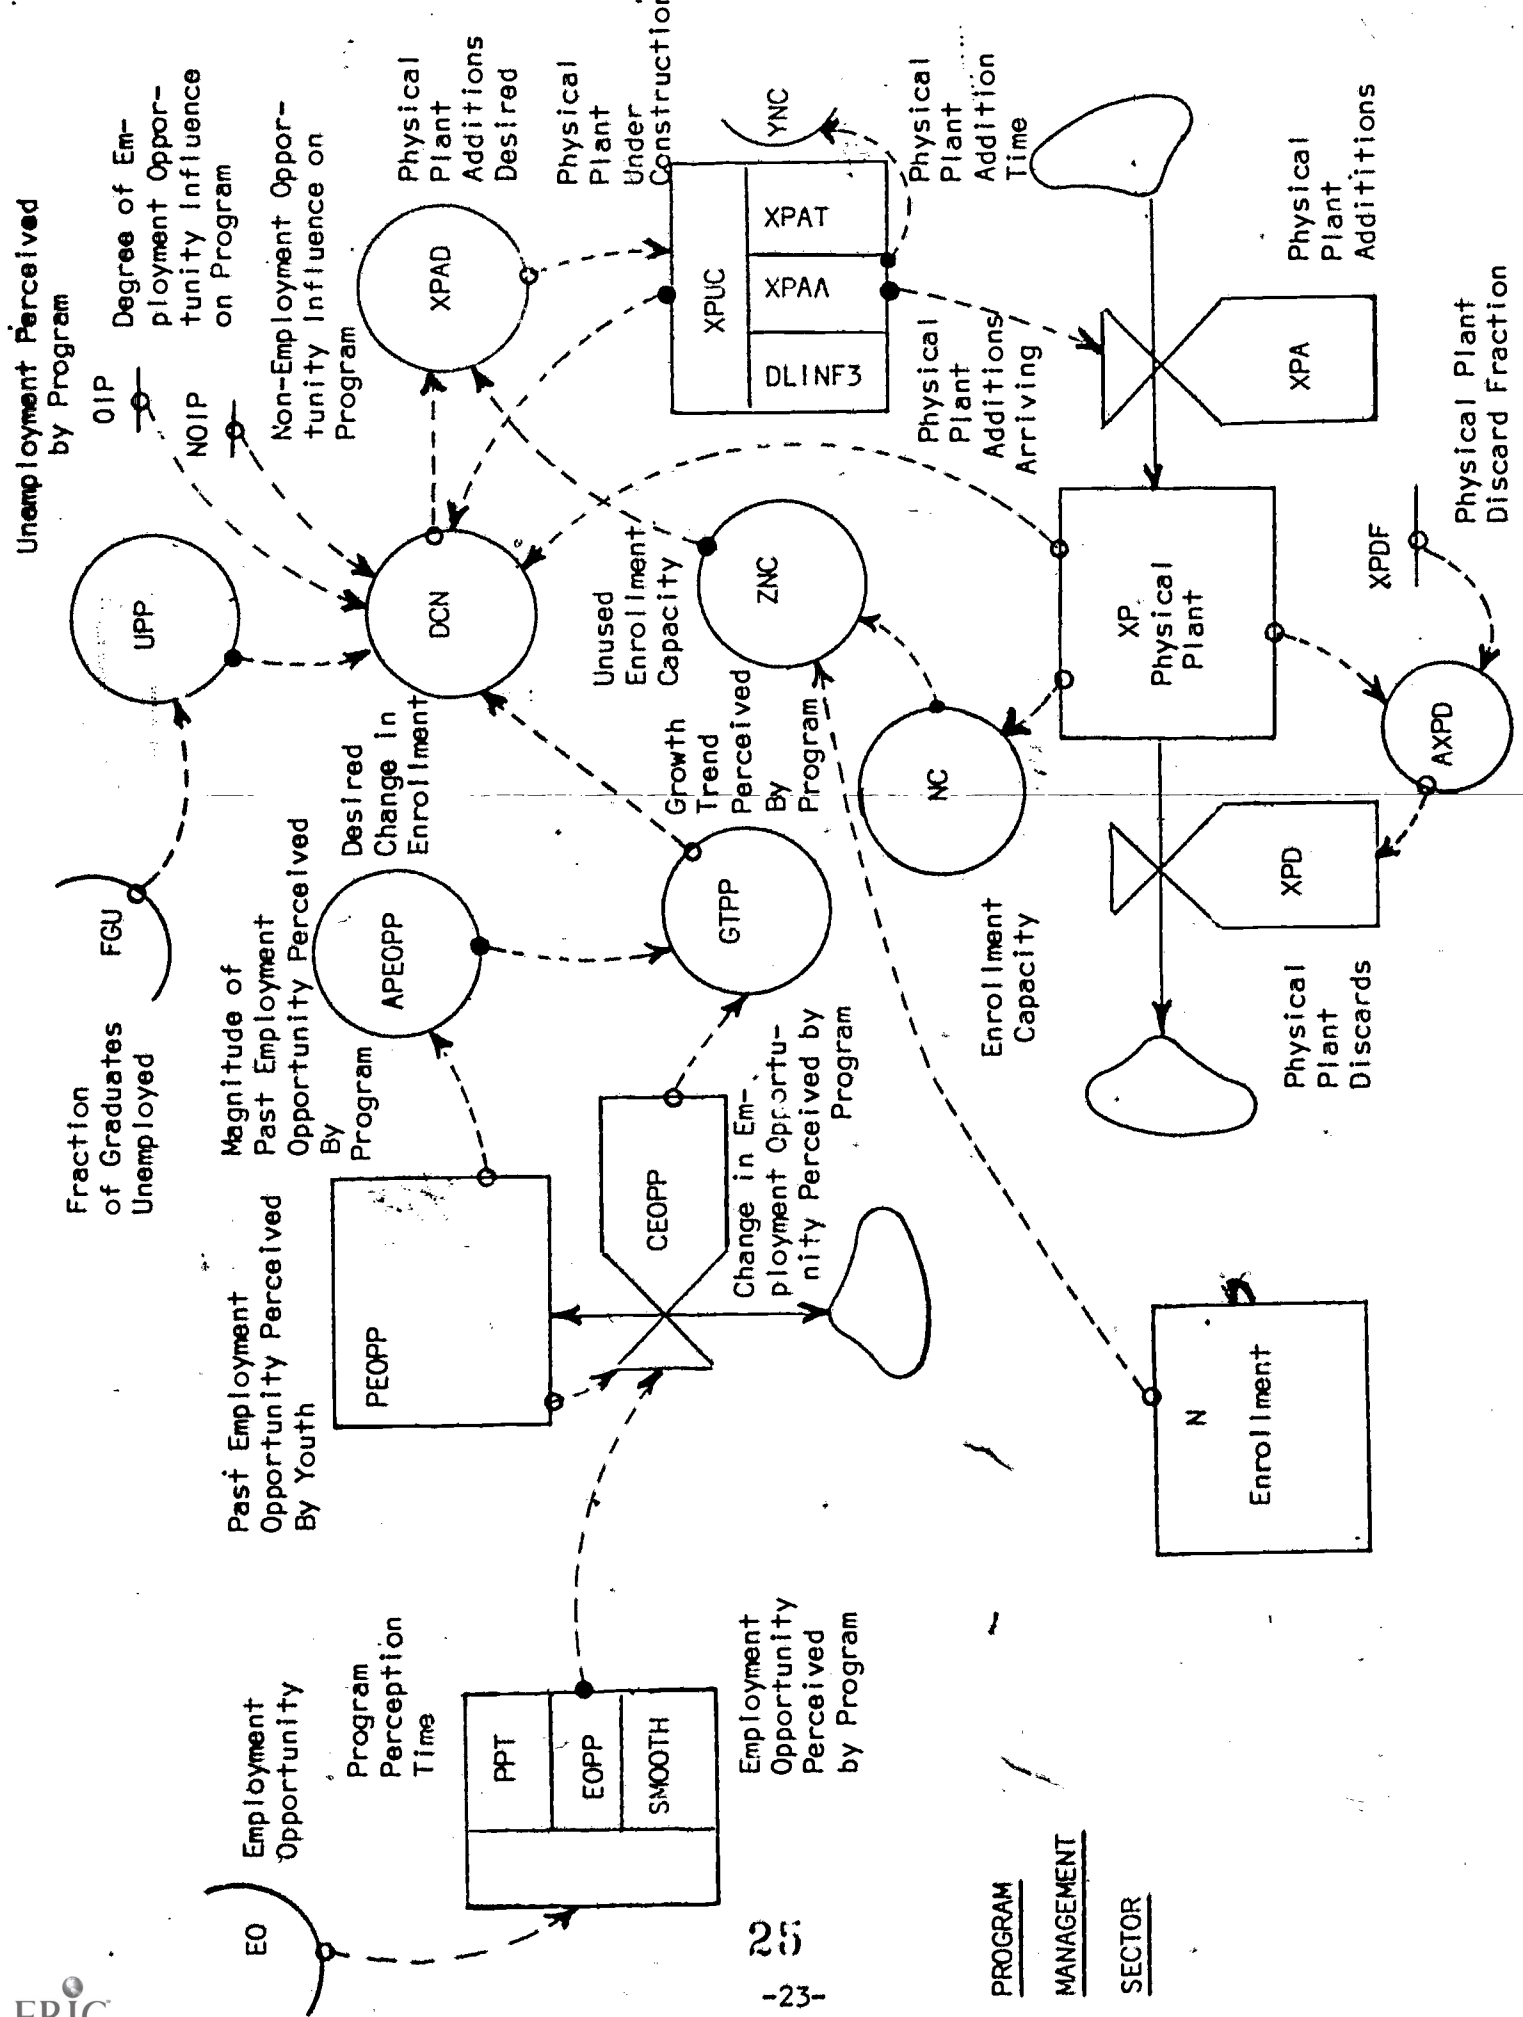 PROGRAM
MANAGEMENT
SECTOR
25
-23-
ERIC
EO
Employment
Opportunity
Program
Perception
Time
PPT
EOPP
SMOOTH
Employment
Opportunity
Perceived
by Program
Past Employment
Opportunity Perceived
By Youth
PEOPP
CEOPP
Change in Em-
ployment Opportu-
nity Perceived by
Program
N
Enrollment
Fraction
of Graduates
Unemployed
FGU
Magnitude of
Past Employment
Opportunity Perceived
By
Program
APEOPP
GTPP
Growth
Trend
Perceived
By
Program
Desired
Change in
Enrollment
Unemployment Perceived
by Program
UPP
OIP
Degree of Em-
ployment Oppor-
tunity Influence
on Program
NOIP
Non-Employment Oppor-
tunity Influence on
Program
DCN
Unused
Enrollment
Capacity
ZNC
NC
Enrollment
Capacity
XPAD
Physical
Plant
Additions
Desired
Physical
Plant
Under
Construction
XPUC
DLINF3
XPAA
XPAT
YNC
Physical
Plant
Addition
Time
Physical
Plant
Additions
Arriving
XPA
Physical
Plant
Addititions
XP
Physical
Plant
XPDF
Physical Plant
Discard Fraction
AXPD
XPD
Physical
Plant
Discards